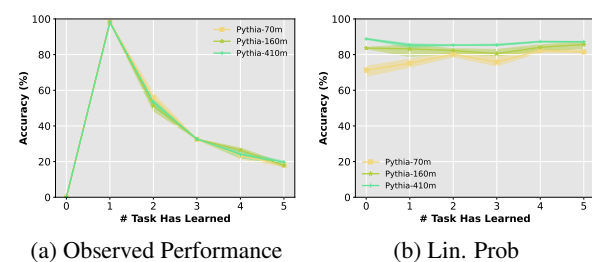 Accuracy (%)
100
80
60
40
20
0
Pythia-70m
Pythia-160m
Pythia-410m
0 1 2 3 4 5
# Task Has Learned
(a) Observed Performance
Accuracy (%)
100
80
60
40
20
0
Pythia-70m
Pythia-160m
Pythia-410m
0 1 2 3 4 5
# Task Has Learned
(b) Lin. Prob